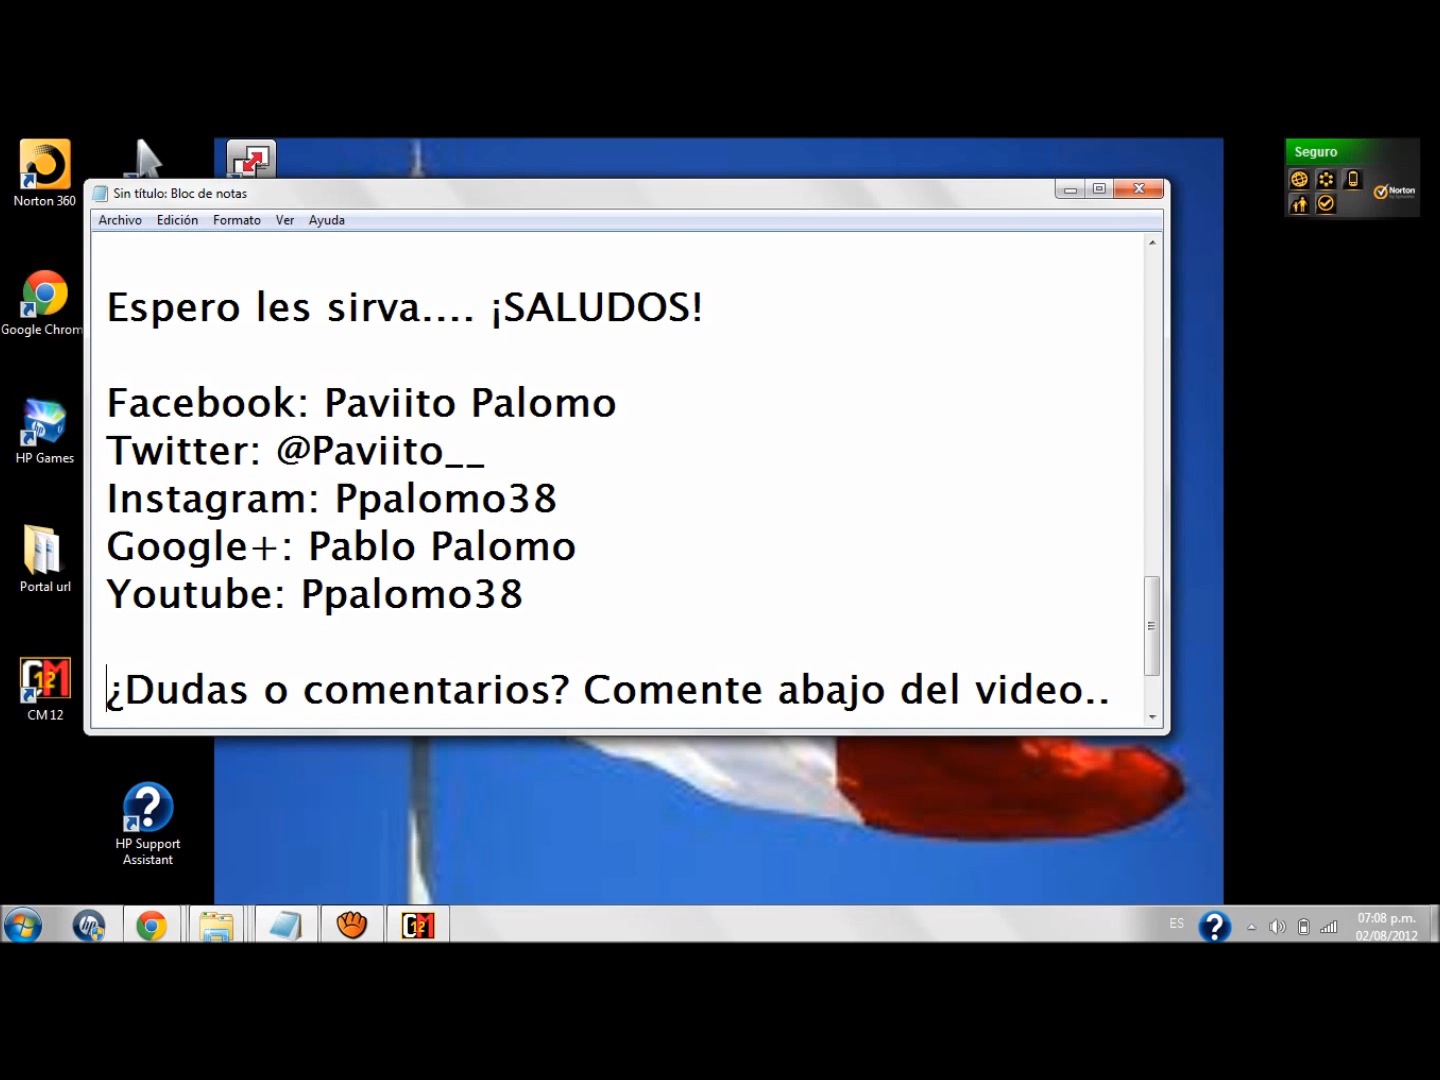 Norton 360
Seguro
Norton
Sin título: Bloc de notas
Archivo Edición Formato Ver Ayuda
Espero les sirva.... ¡SALUDOS!
Facebook: Paviito Palomo
Twitter: @Paviito__
Instagram: Ppalomo38
Google+: Pablo Palomo
Youtube: Ppalomo38
¿Dudas o comentarios? Comente abajo del video..
Google Chrom
HP Games
Portal url
CM 12
HP Support
Assistant
ES
07:08 p.m.
02/08/2012